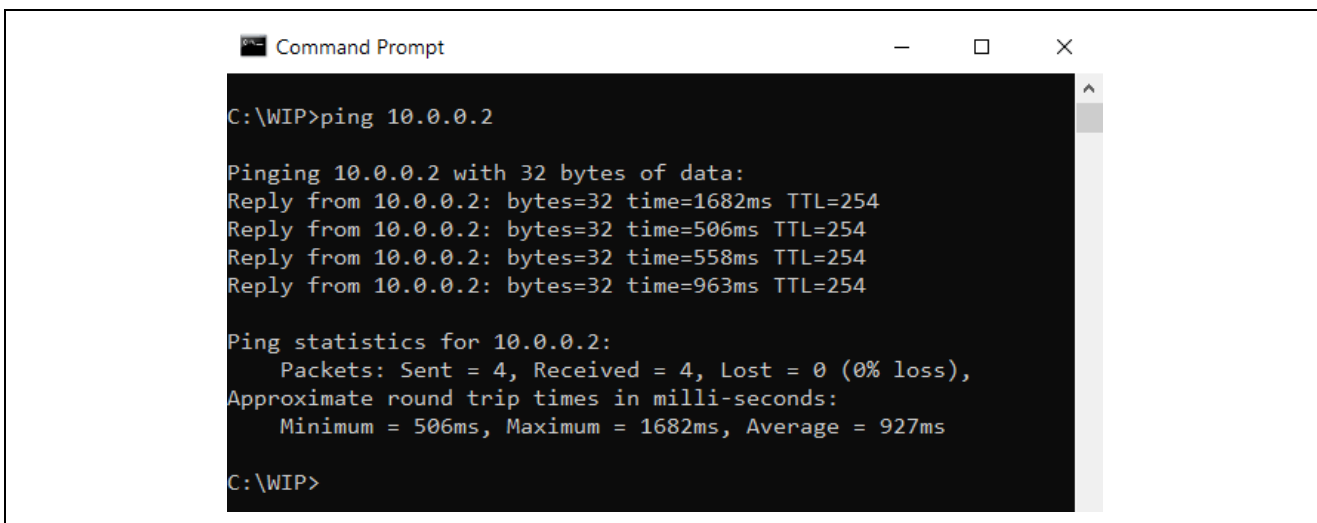 Command Prompt
C:\WIP>ping 10.0.0.2
Pinging 10.0.0.2 with 32 bytes of data:
Reply from 10.0.0.2: bytes=32 time=1682ms TTL=254
Reply from 10.0.0.2: bytes=32 time=506ms TTL=254
Reply from 10.0.0.2: bytes=32 time=558ms TTL=254
Reply from 10.0.0.2: bytes=32 time=963ms TTL=254
Ping statistics for 10.0.0.2:
    Packets: Sent = 4, Received = 4, Lost = 0 (0% loss),
Approximate round trip times in milli-seconds:
    Minimum = 506ms, Maximum = 1682ms, Average = 927ms
C:\WIP>